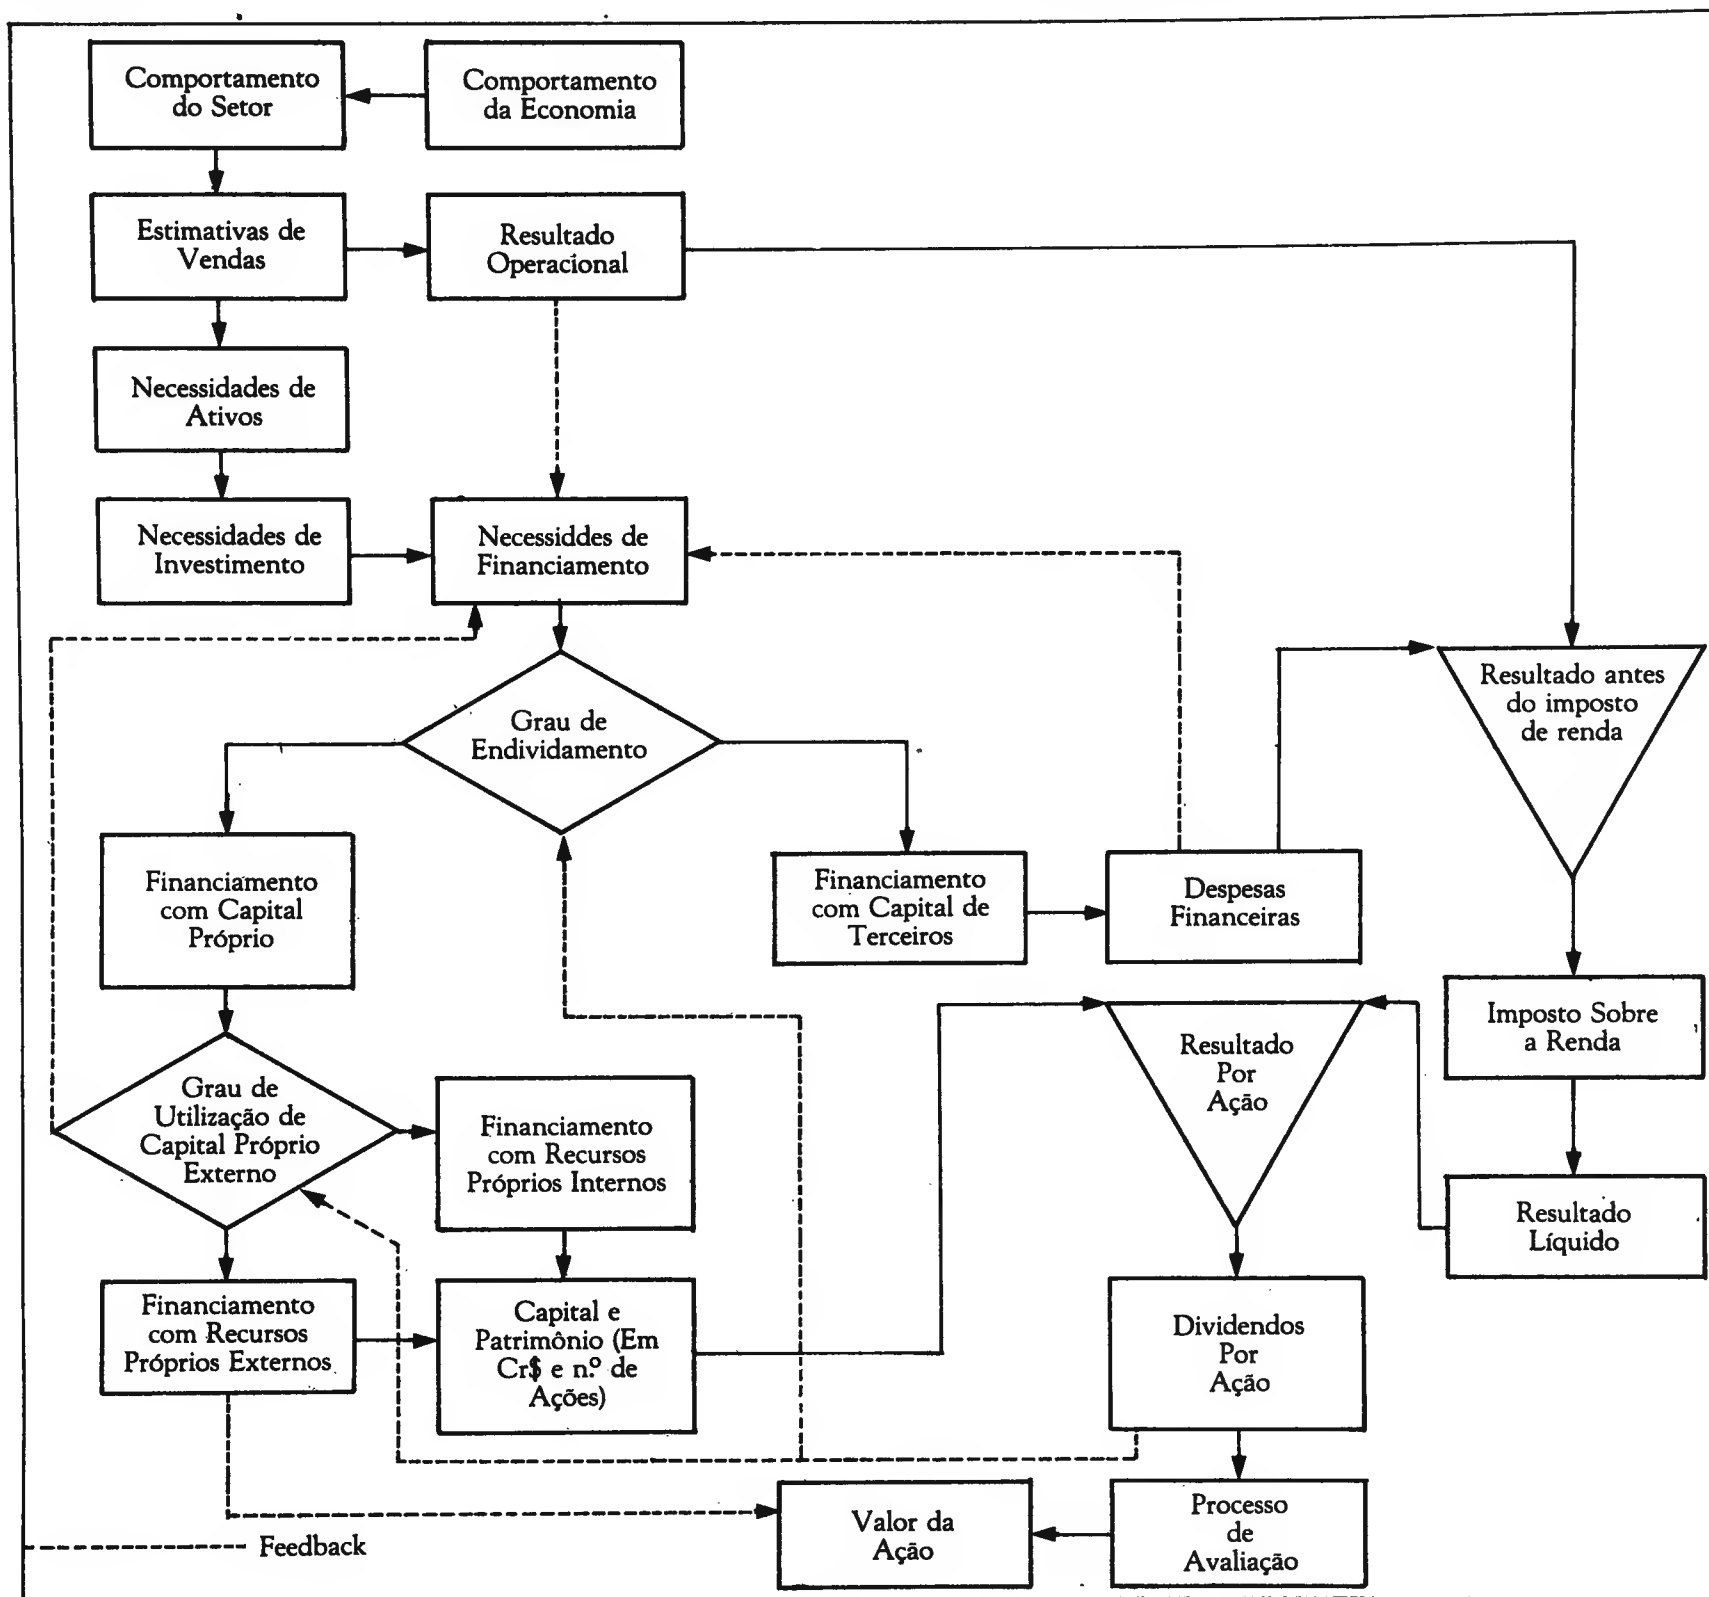 Comportamento
do Setor
Comportamento
da Economia
Estimativas de
Vendas
Resultado
Operacional
Necessidades de
Ativos
Necessidades de
Investimento
Necessiddes de
Financiamento
Grau de
Endividamento
Resultado antes
do imposto
de renda
Financiamento
com Capital
Próprio
Financiamento
com Capital de
Terceiros
Despesas
Financeiras
Imposto Sobre
a Renda
Resultado
Por
Ação
Grau de
Utilização de
Capital Próprio
Externo
Financiamento
com Recursos
Próprios Internos
Resultado
Líquido
Financiamento
com Recursos
Próprios Externos
Capital e
Patrimônio (Em
Cr$ e n.º de
Ações)
Dividendos
Por
Ação
Valor da
Ação
Processo
de
Avaliação
Feedback